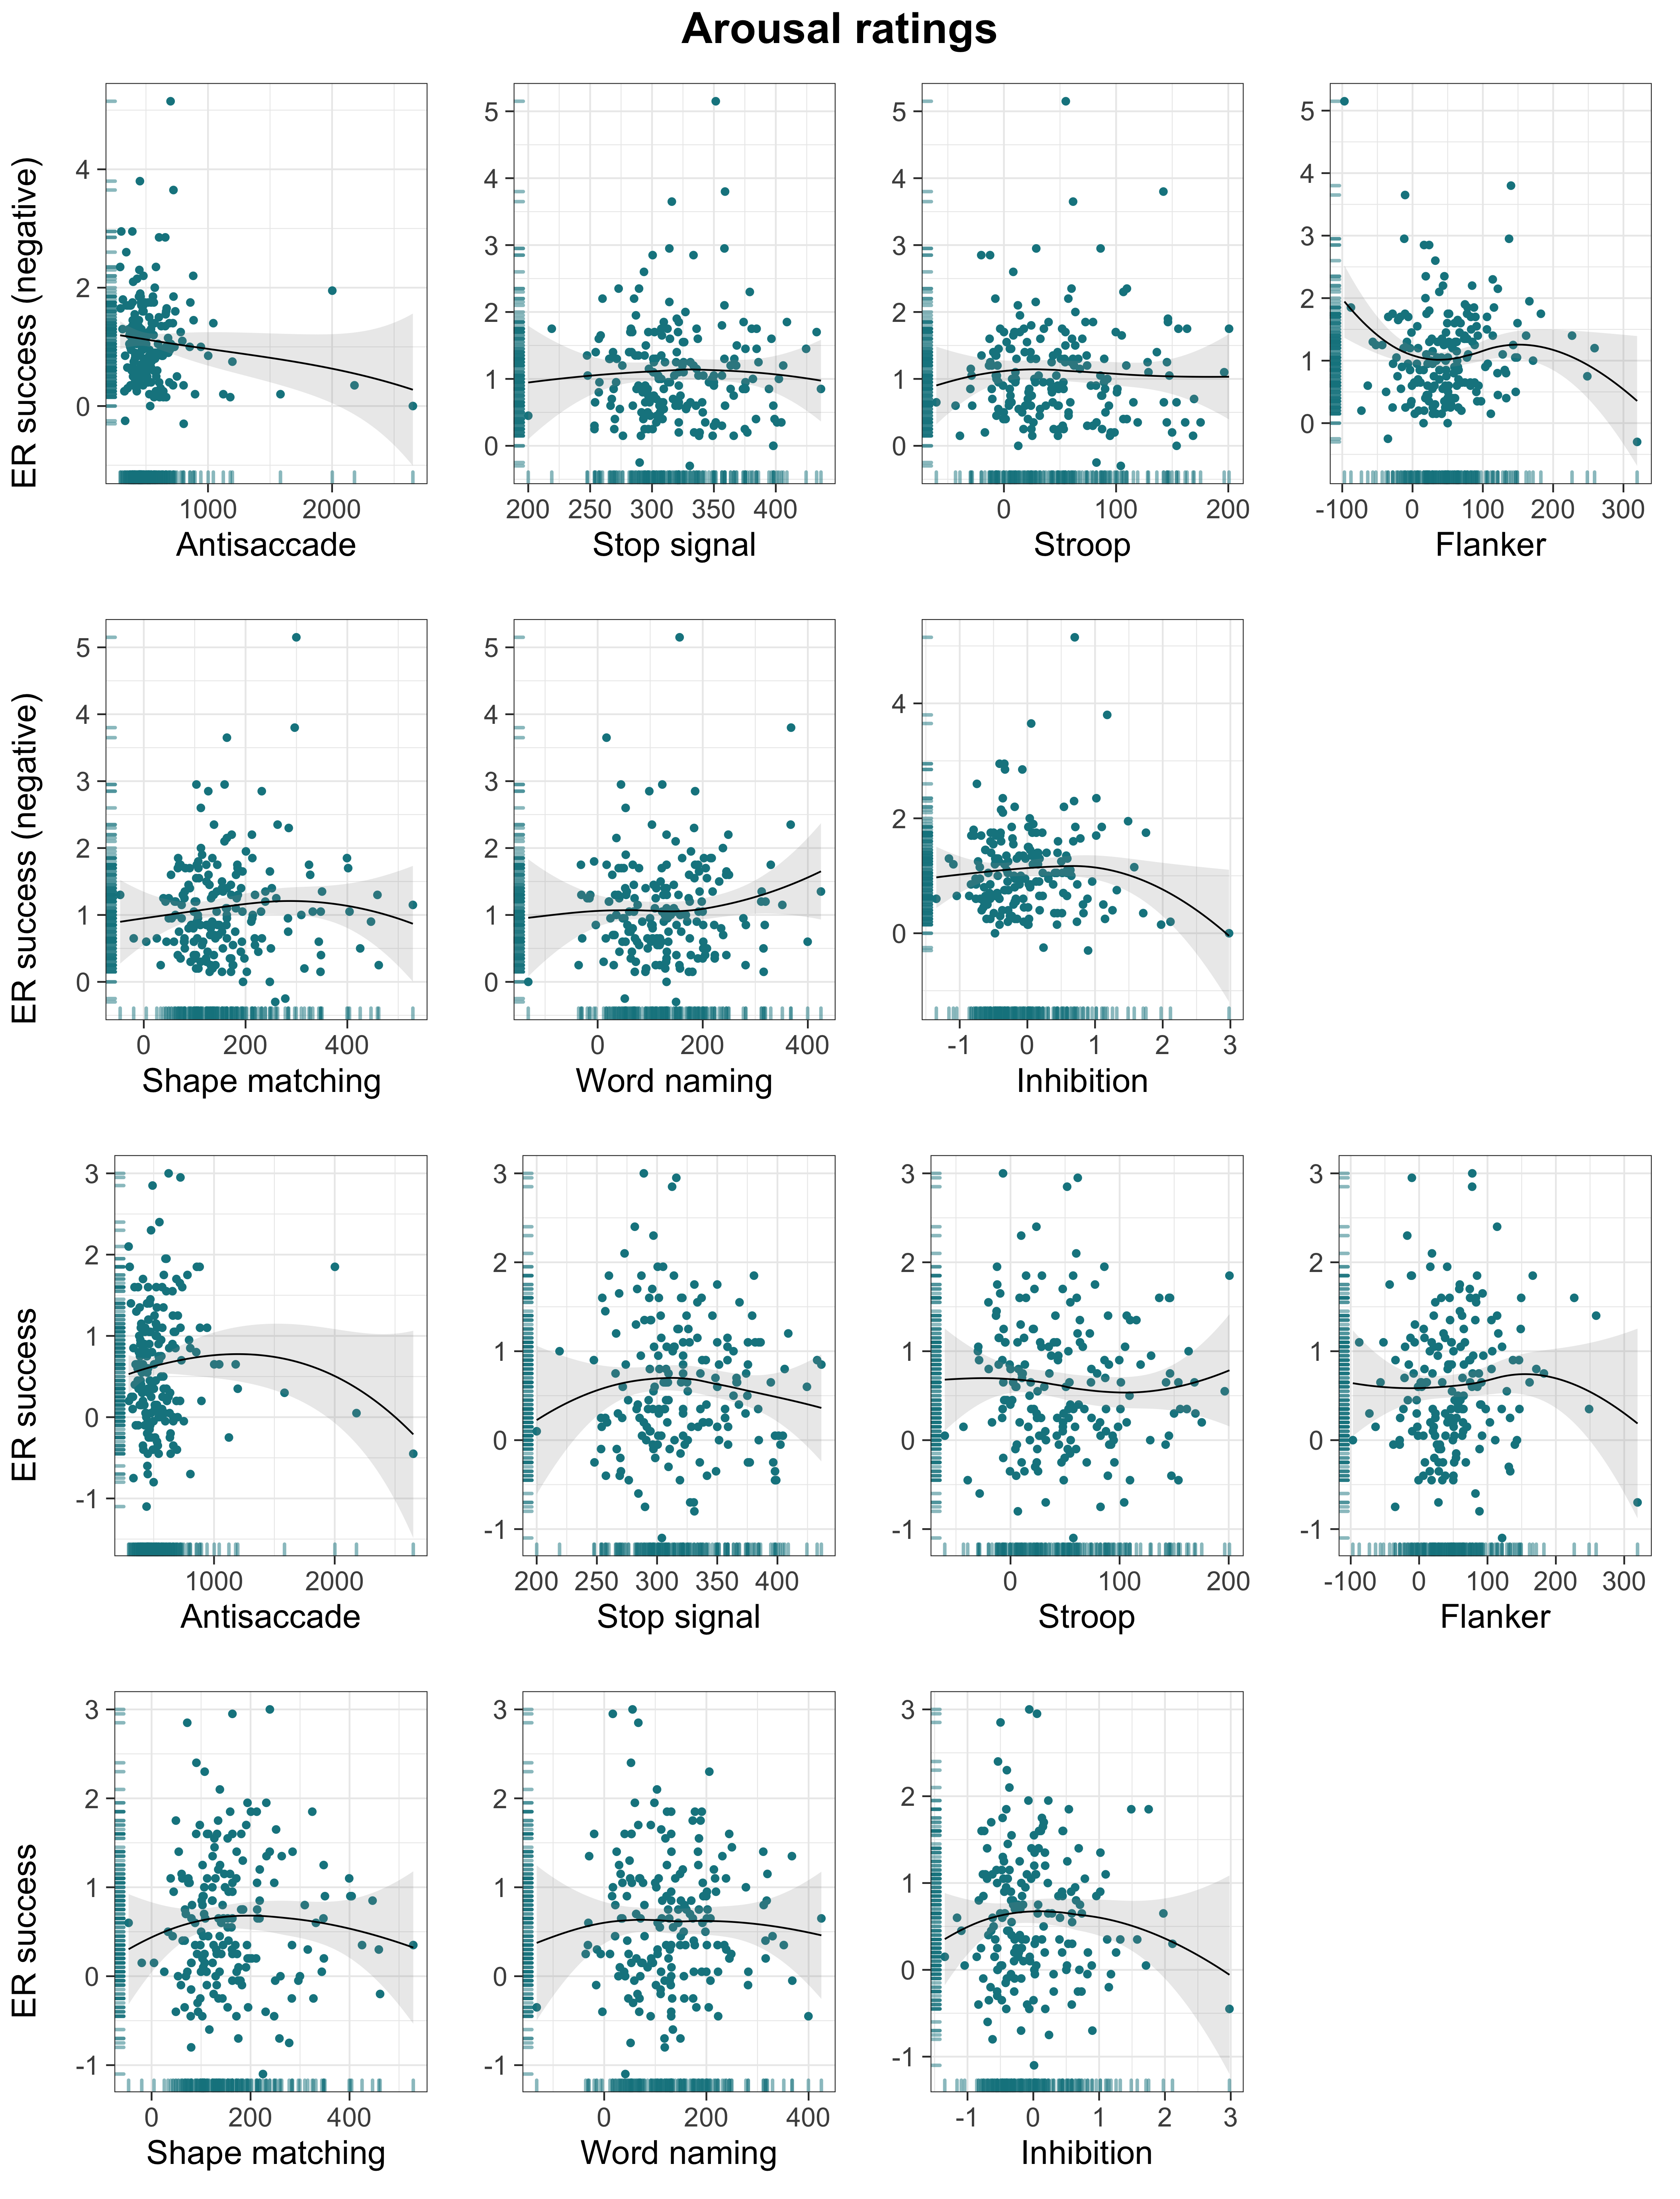 Arousal ratings
ER success (negative)
4
2
0
1000 2000
Antisaccade
5
4
3
2
1
0
200 250 300 350 400
Stop signal
5
4
3
2
1
0
0 100 200
Stroop
5
4
3
2
1
0
-100 0 100 200 300
Flanker
ER success (negative)
5
4
3
2
1
0
0 200 400
Shape matching
5
4
3
2
1
0
0 200 400
Word naming
4
2
0
-1 0 1 2 3
Inhibition
ER success
3
2
1
0
-1
1000 2000
Antisaccade
3
2
1
0
-1
200 250 300 350 400
Stop signal
3
2
1
0
-1
0 100 200
Stroop
3
2
1
0
-1
-100 0 100 200 300
Flanker
ER success
3
2
1
0
-1
0 200 400
Shape matching
3
2
1
0
-1
0 200 400
Word naming
3
2
1
0
-1
-1 0 1 2 3
Inhibition